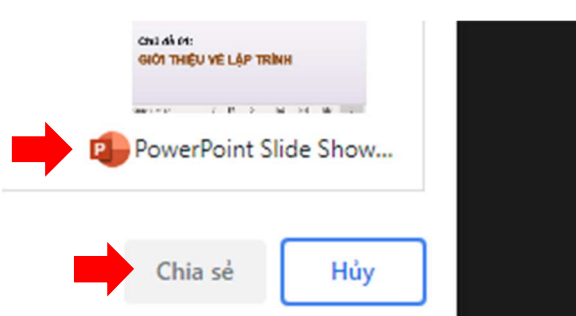 Chủ đề 01:
GIỚI THIỆU VỀ LẬP TRÌNH
P PowerPoint Slide Show...
Chia sẻ Hủy